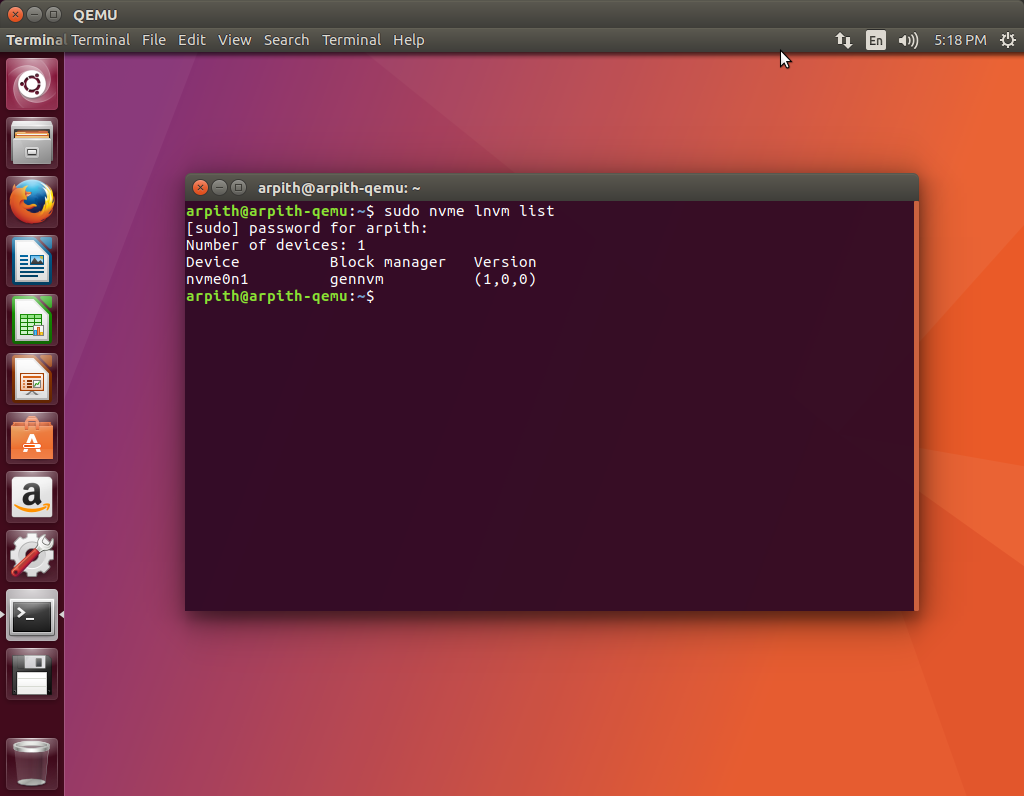 QEMU
Terminal Terminal File Edit View Search Terminal Help En 5:18 PM
arpith@arpith-qemu: ~
arpith@arpith-qemu:~$ sudo nvme lnvm list
[sudo] password for arpith:
Number of devices: 1
Device Block manager Version
nvme0n1 gennvm (1,0,0)
arpith@arpith-qemu:~$
A
a
>_